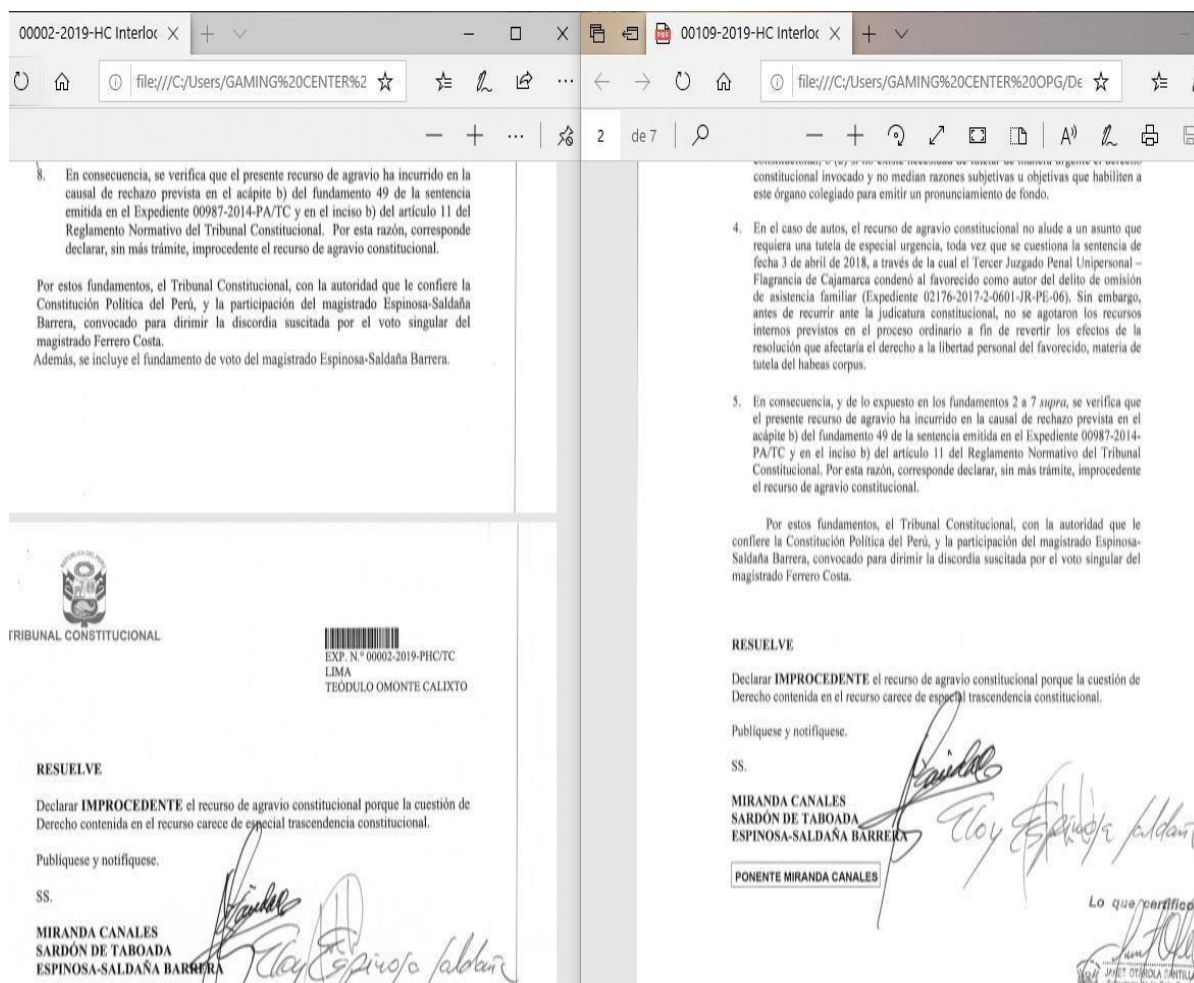 00002-2019-HC Interloc
file:///C:/Users/GAMING%20CENTER%2
8. En consecuencia, se verifica que el presente recurso de agravio ha incurrido en la
causal de rechazo prevista en el acápite b) del fundamento 49 de la sentencia
emitida en el Expediente 00987-2014-PA/TC y en el inciso b) del artículo 11 del
Reglamento Normativo del Tribunal Constitucional. Por esta razón, corresponde
declarar, sin más trámite, improcedente el recurso de agravio constitucional.
Por estos fundamentos, el Tribunal Constitucional, con la autoridad que le confiere la
Constitución Política del Perú, y la participación del magistrado Espinosa-Saldaña
Barrera, convocado para dirimir la discordia suscitada por el voto singular del
magistrado Ferrero Costa.
Además, se incluye el fundamento de voto del magistrado Espinosa-Saldaña Barrera.
TRIBUNAL CONSTITUCIONAL
EXP. N.° 00002-2019-PHC/TC
LIMA
TEÓDULO OMONTE CALIXTO
RESUELVE
Declarar IMPROCEDENTE el recurso de agravio constitucional porque la cuestión de
Derecho contenida en el recurso carece de especial trascendencia constitucional.
Publíquese y notifíquese.
SS.
MIRANDA CANALES
SARDÓN DE TABOADA
ESPINOSA-SALDAÑA BARRERA
Eloy Espinosa Saldaña
00109-2019-HC Interloc
file:///C:/Users/GAMING%20CENTER%20OPG/De
2 de 7
constitucional, o (2) si no existe necesidad de tutelar de manera urgente el derecho
constitucional invocado y no median razones subjetivas u objetivas que habiliten a
este órgano colegiado para emitir un pronunciamiento de fondo.
4. En el caso de autos, el recurso de agravio constitucional no alude a un asunto que
requiera una tutela de especial urgencia, toda vez que se cuestiona la sentencia de
fecha 3 de abril de 2018, a través de la cual el Tercer Juzgado Penal Unipersonal –
Flagrancia de Cajamarca condenó al favorecido como autor del delito de omisión
de asistencia familiar (Expediente 02176-2017-2-0601-JR-PE-06). Sin embargo,
antes de recurrir ante la judicatura constitucional, no se agotaron los recursos
internos previstos en el proceso ordinario a fin de revertir los efectos de la
resolución que afectaría el derecho a la libertad personal del favorecido, materia de
tutela del habeas corpus.
5. En consecuencia, y de lo expuesto en los fundamentos 2 a 7 supra, se verifica que
el presente recurso de agravio ha incurrido en la causal de rechazo prevista en el
acápite b) del fundamento 49 de la sentencia emitida en el Expediente 00987-2014-
PA/TC y en el inciso b) del artículo 11 del Reglamento Normativo del Tribunal
Constitucional. Por esta razón, corresponde declarar, sin más trámite, improcedente
el recurso de agravio constitucional.
Por estos fundamentos, el Tribunal Constitucional, con la autoridad que le
confiere la Constitución Política del Perú, y la participación del magistrado Espinosa-
Saldaña Barrera, convocado para dirimir la discordia suscitada por el voto singular del
magistrado Ferrero Costa.
RESUELVE
Declarar IMPROCEDENTE el recurso de agravio constitucional porque la cuestión de
Derecho contenida en el recurso carece de especial trascendencia constitucional.
Publíquese y notifíquese.
SS.
MIRANDA CANALES
SARDÓN DE TABOADA
ESPINOSA-SALDAÑA BARRERA
Eloy Espinosa Saldaña
PONENTE MIRANDA CANALES
Lo que certifico